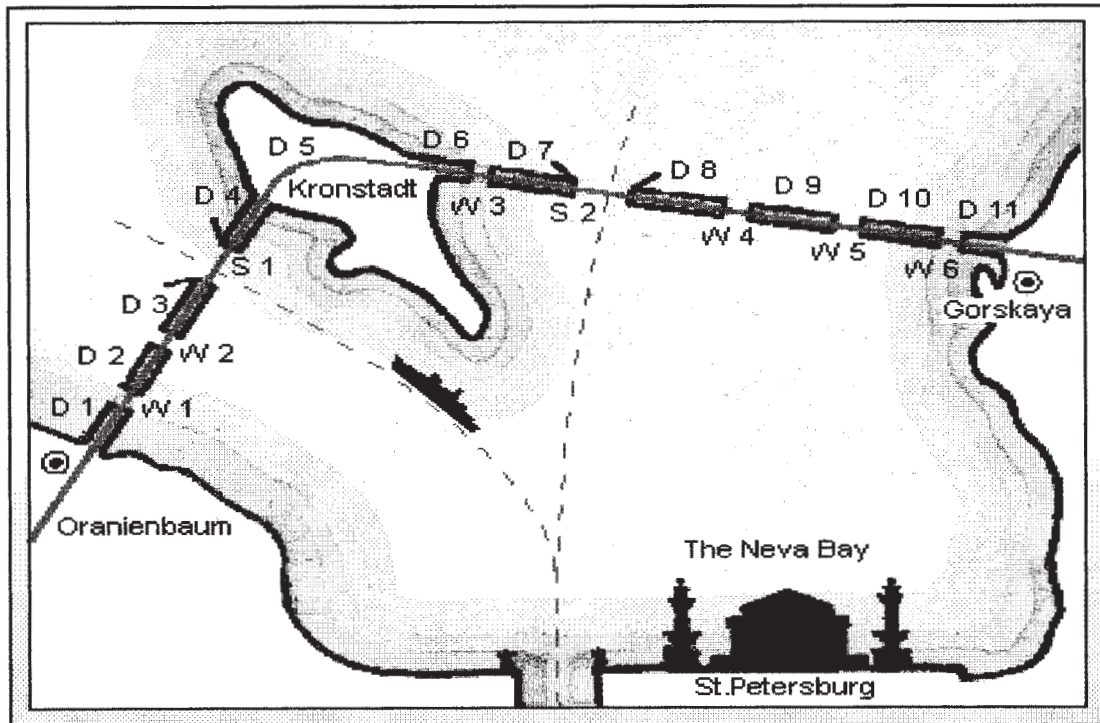 D 5
D 6
D 7
D 8
D 9
D 10
D 11
Kronstadt
D 4
W 3
S 2
W 4
W 5
W 6
S 1
D 3
Gorskaya
D 2
W 2
D 1
W 1
Oranienbaum
The Neva Bay
St.Petersburg